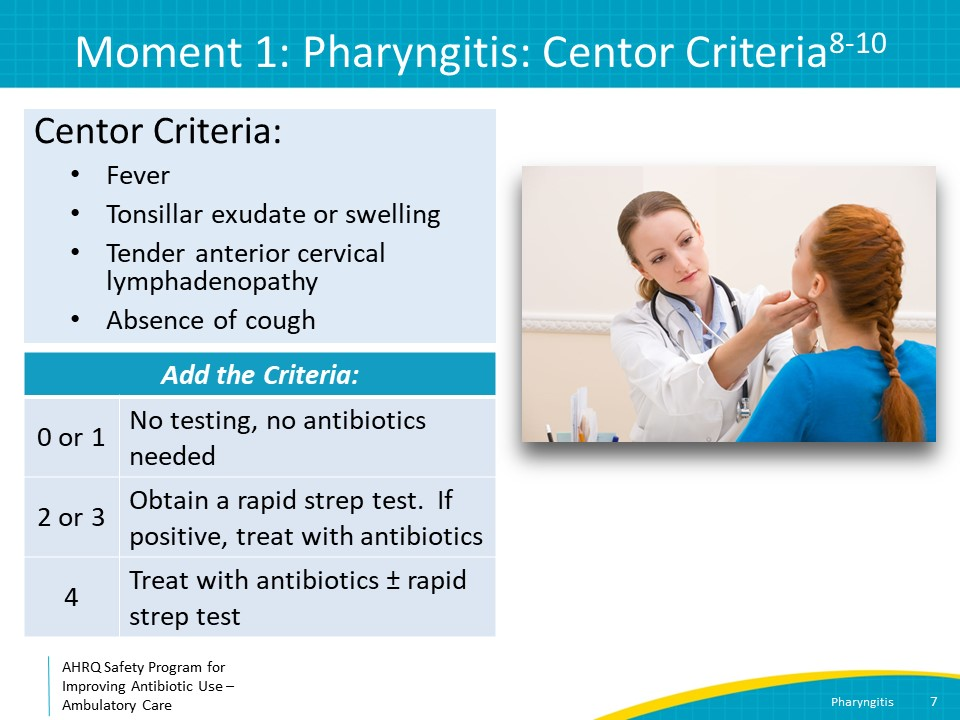 Moment 1: Pharyngitis: Centor Criteria8-10
Centor Criteria:
• Fever
• Tonsillar exudate or swelling
• Tender anterior cervical
lymphadenopathy
• Absence of cough
Add the Criteria:
0 or 1
No testing, no antibiotics
needed
2 or 3
Obtain a rapid strep test.  If
positive, treat with antibiotics
4
Treat with antibiotics ± rapid
strep test
AHRQ Safety Program for
Improving Antibiotic Use –
Ambulatory Care
Pharyngitis 7